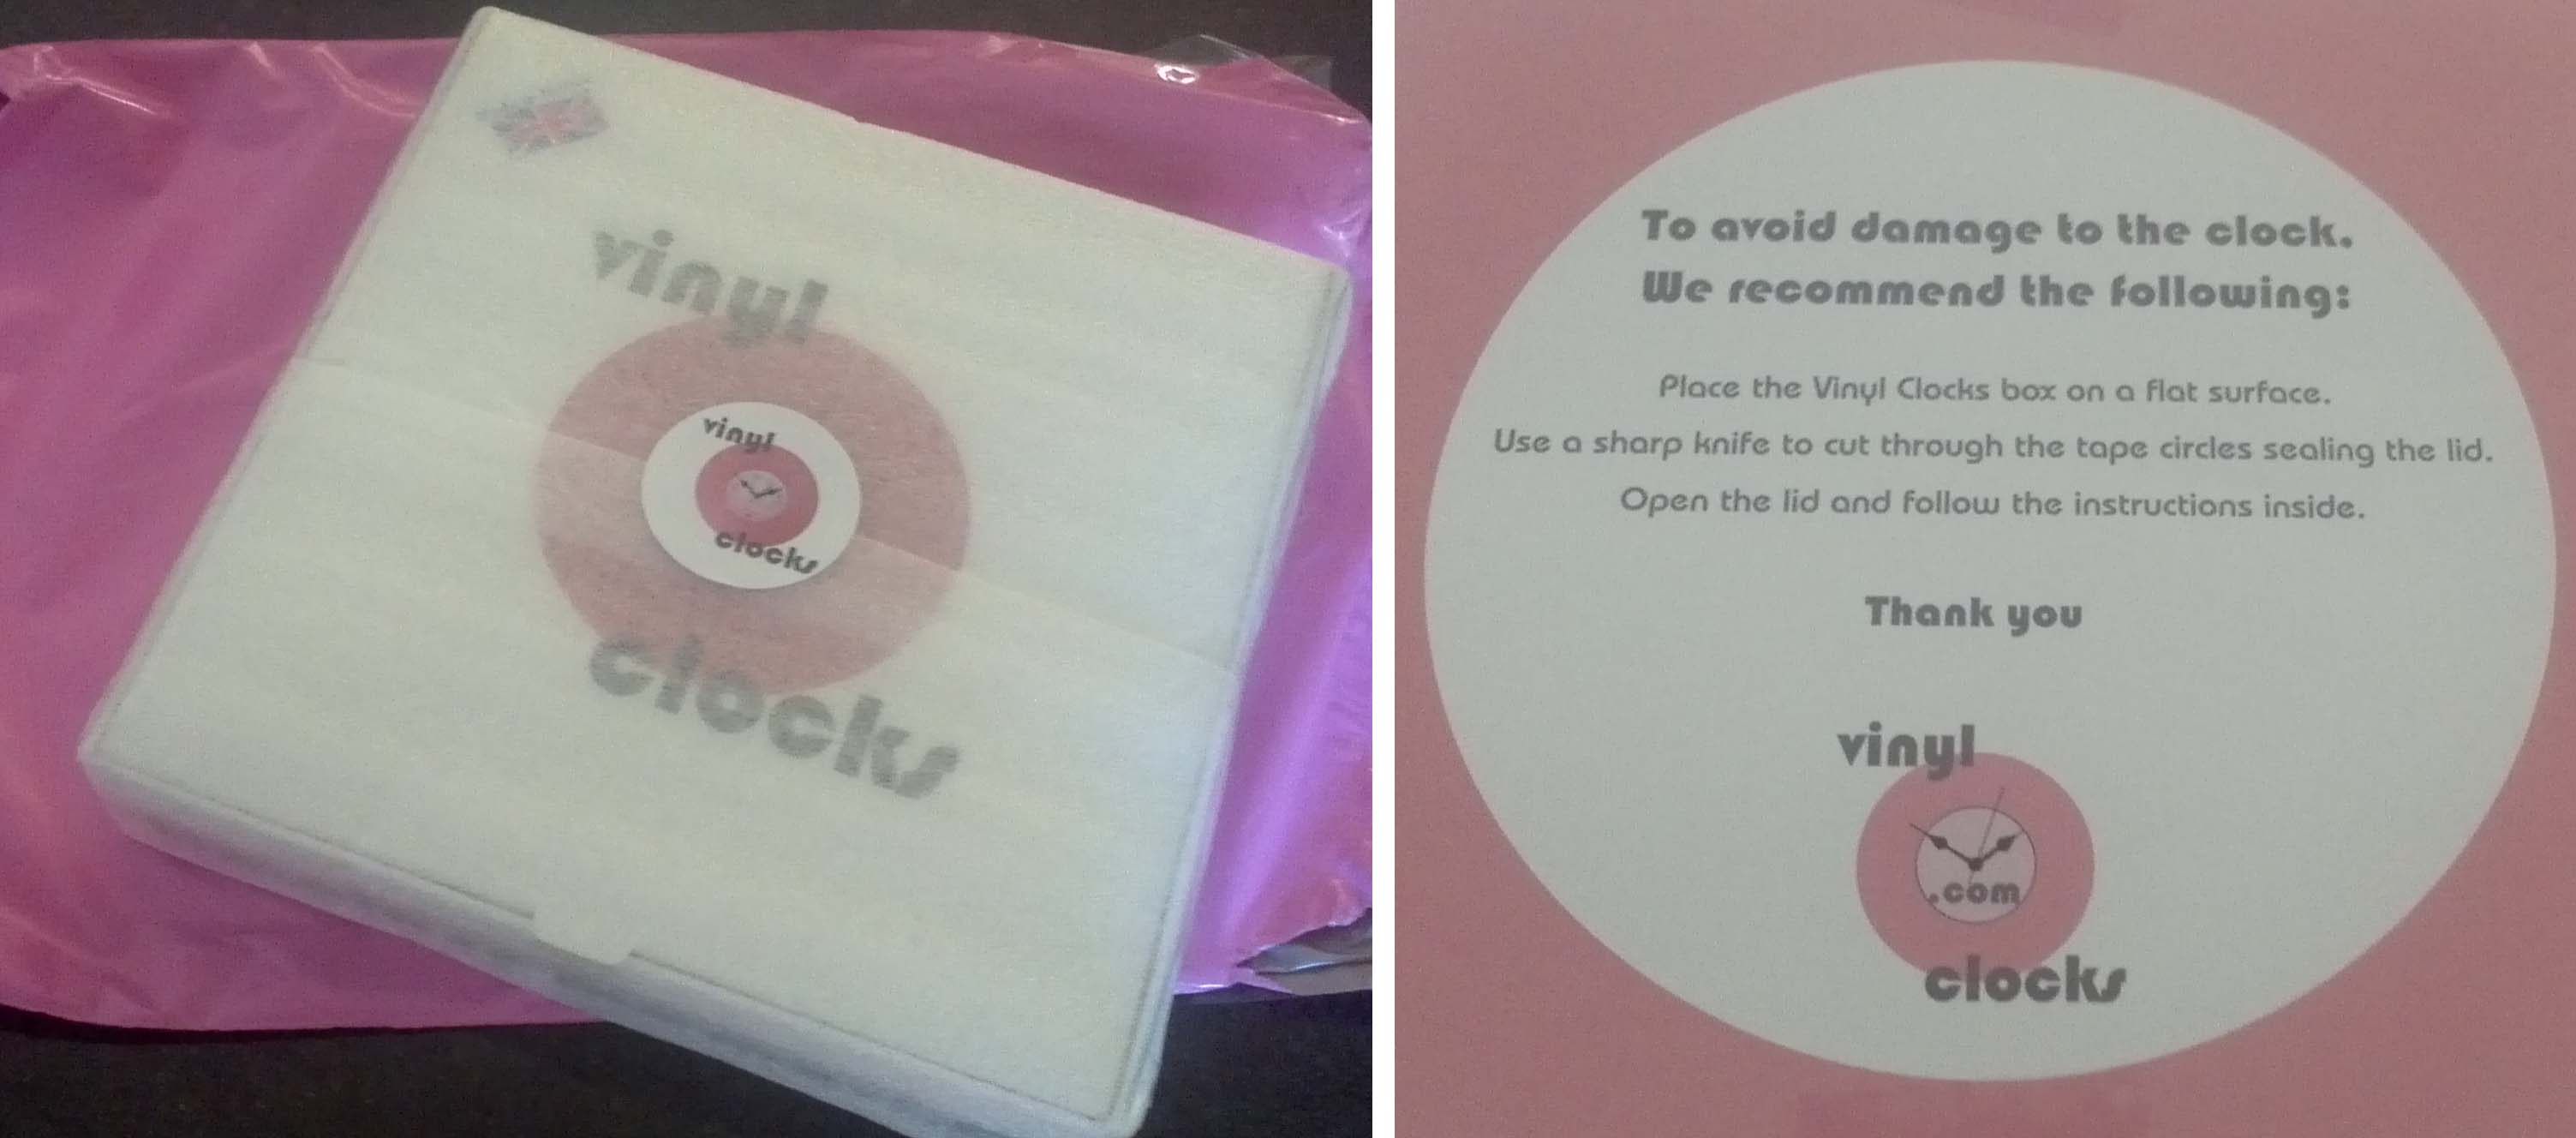 vinyl
vinyl
clocks
clocks
To avoid damage to the clock.
We recommend the following:
Place the Vinyl Clocks box on a flat surface.
Use a sharp knife to cut through the tape circles sealing the lid.
Open the lid and follow the instructions inside.
Thank you
vinyl
.com
clocks